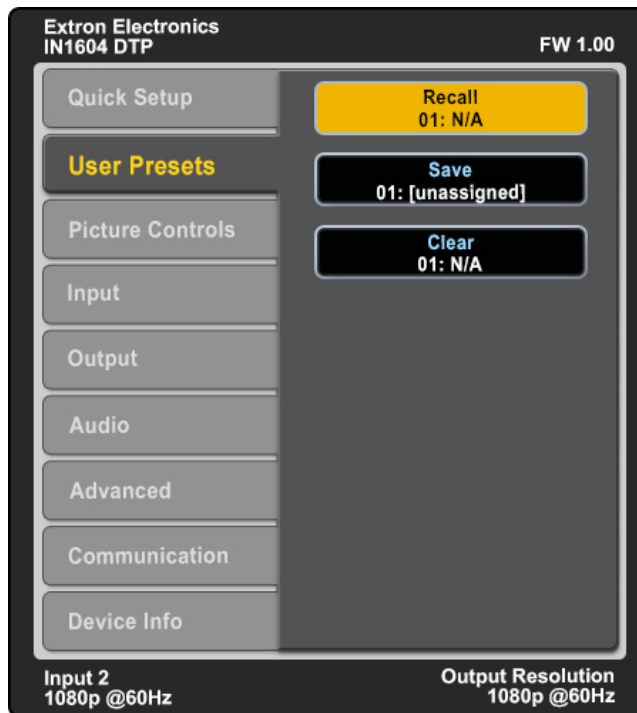 Extron Electronics
IN1604 DTP
FW 1.00
Quick Setup
User Presets
Picture Controls
Input
Output
Audio
Advanced
Communication
Device Info
Recall
01: N/A
Save
01: [unassigned]
Clear
01: N/A
Input 2
1080p @60Hz
Output Resolution
1080p @60Hz